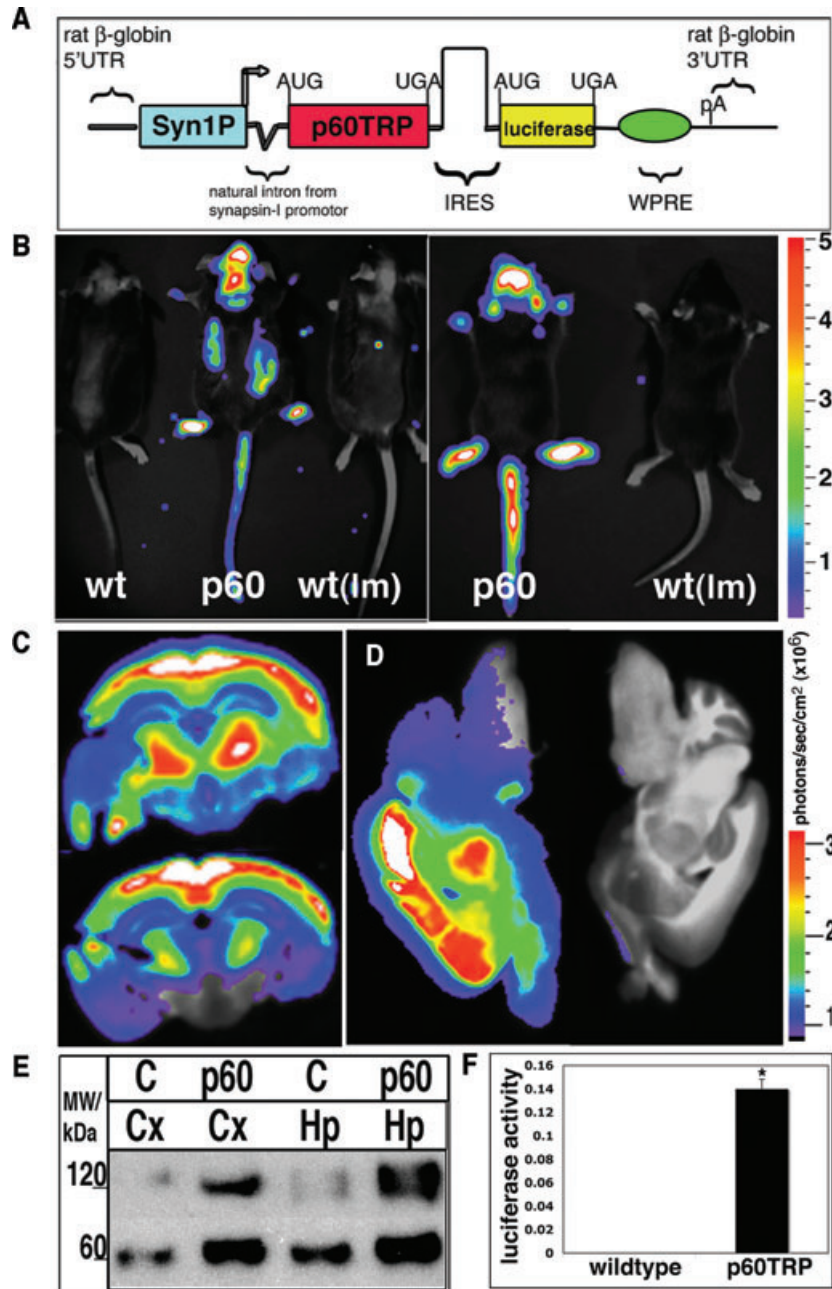 A
rat β-globin
5'UTR
rat β-globin
3'UTR
AUG
UGA
AUG
UGA
pA
Syn1P
p60TRP
luciferase
natural intron from
synapsin-I promotor
IRES
WPRE
B
wt
p60
wt(lm)
p60
wt(lm)
5
4
3
2
1
C
D
photons/sec/cm² (x10⁶)
3
2
1
E
MW/
kDa
C
p60
C
p60
Cx
Cx
Hp
Hp
120
60
F
luciferase activity
0.16
0.14
0.12
0.1
0.08
0.06
0.04
0.02
0
*
wildtype
p60TRP